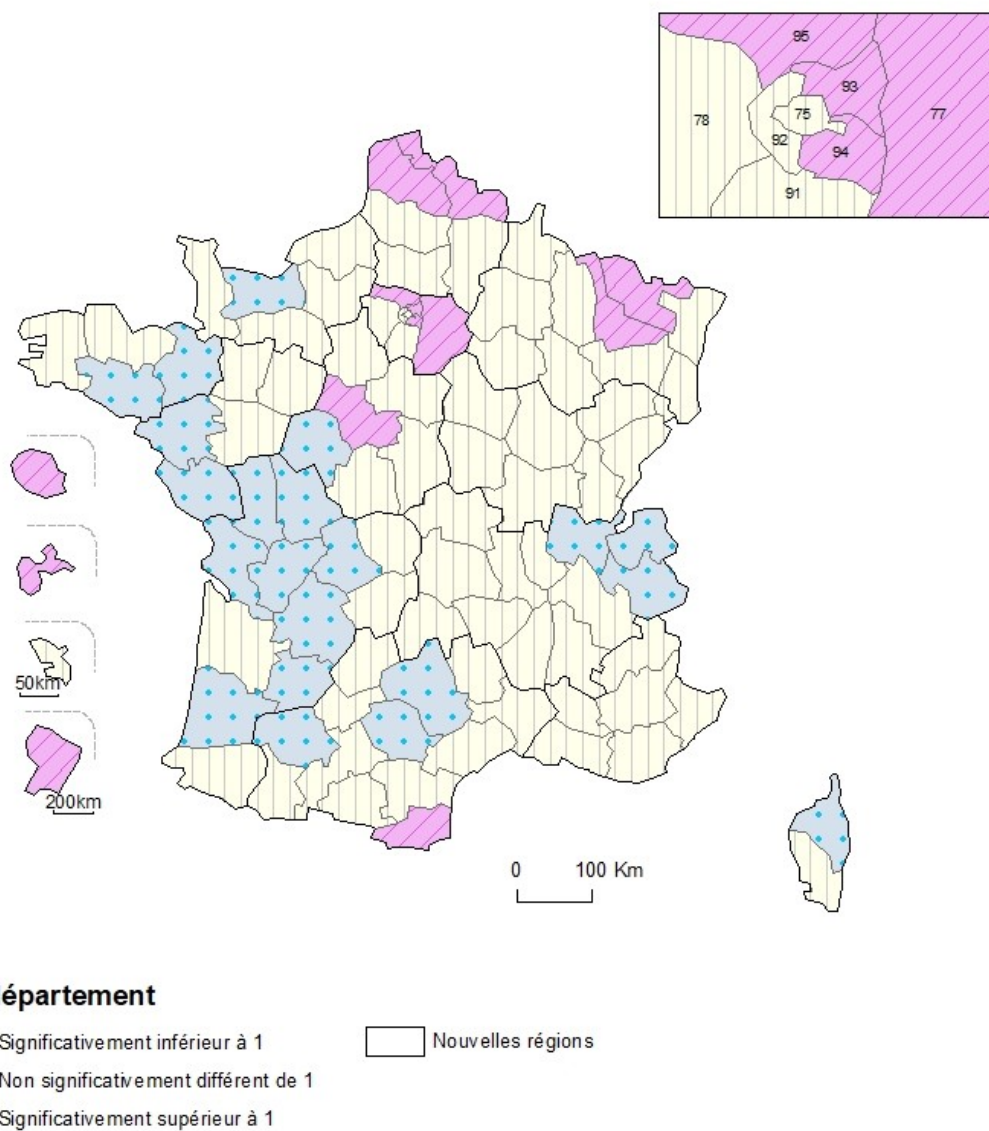 95
93
77
78
75
92
94
91
50km
200km
0 100 Km
épartement
Significativement inférieur à 1
Nouvelles régions
Non significativement différent de 1
Significativement supérieur à 1